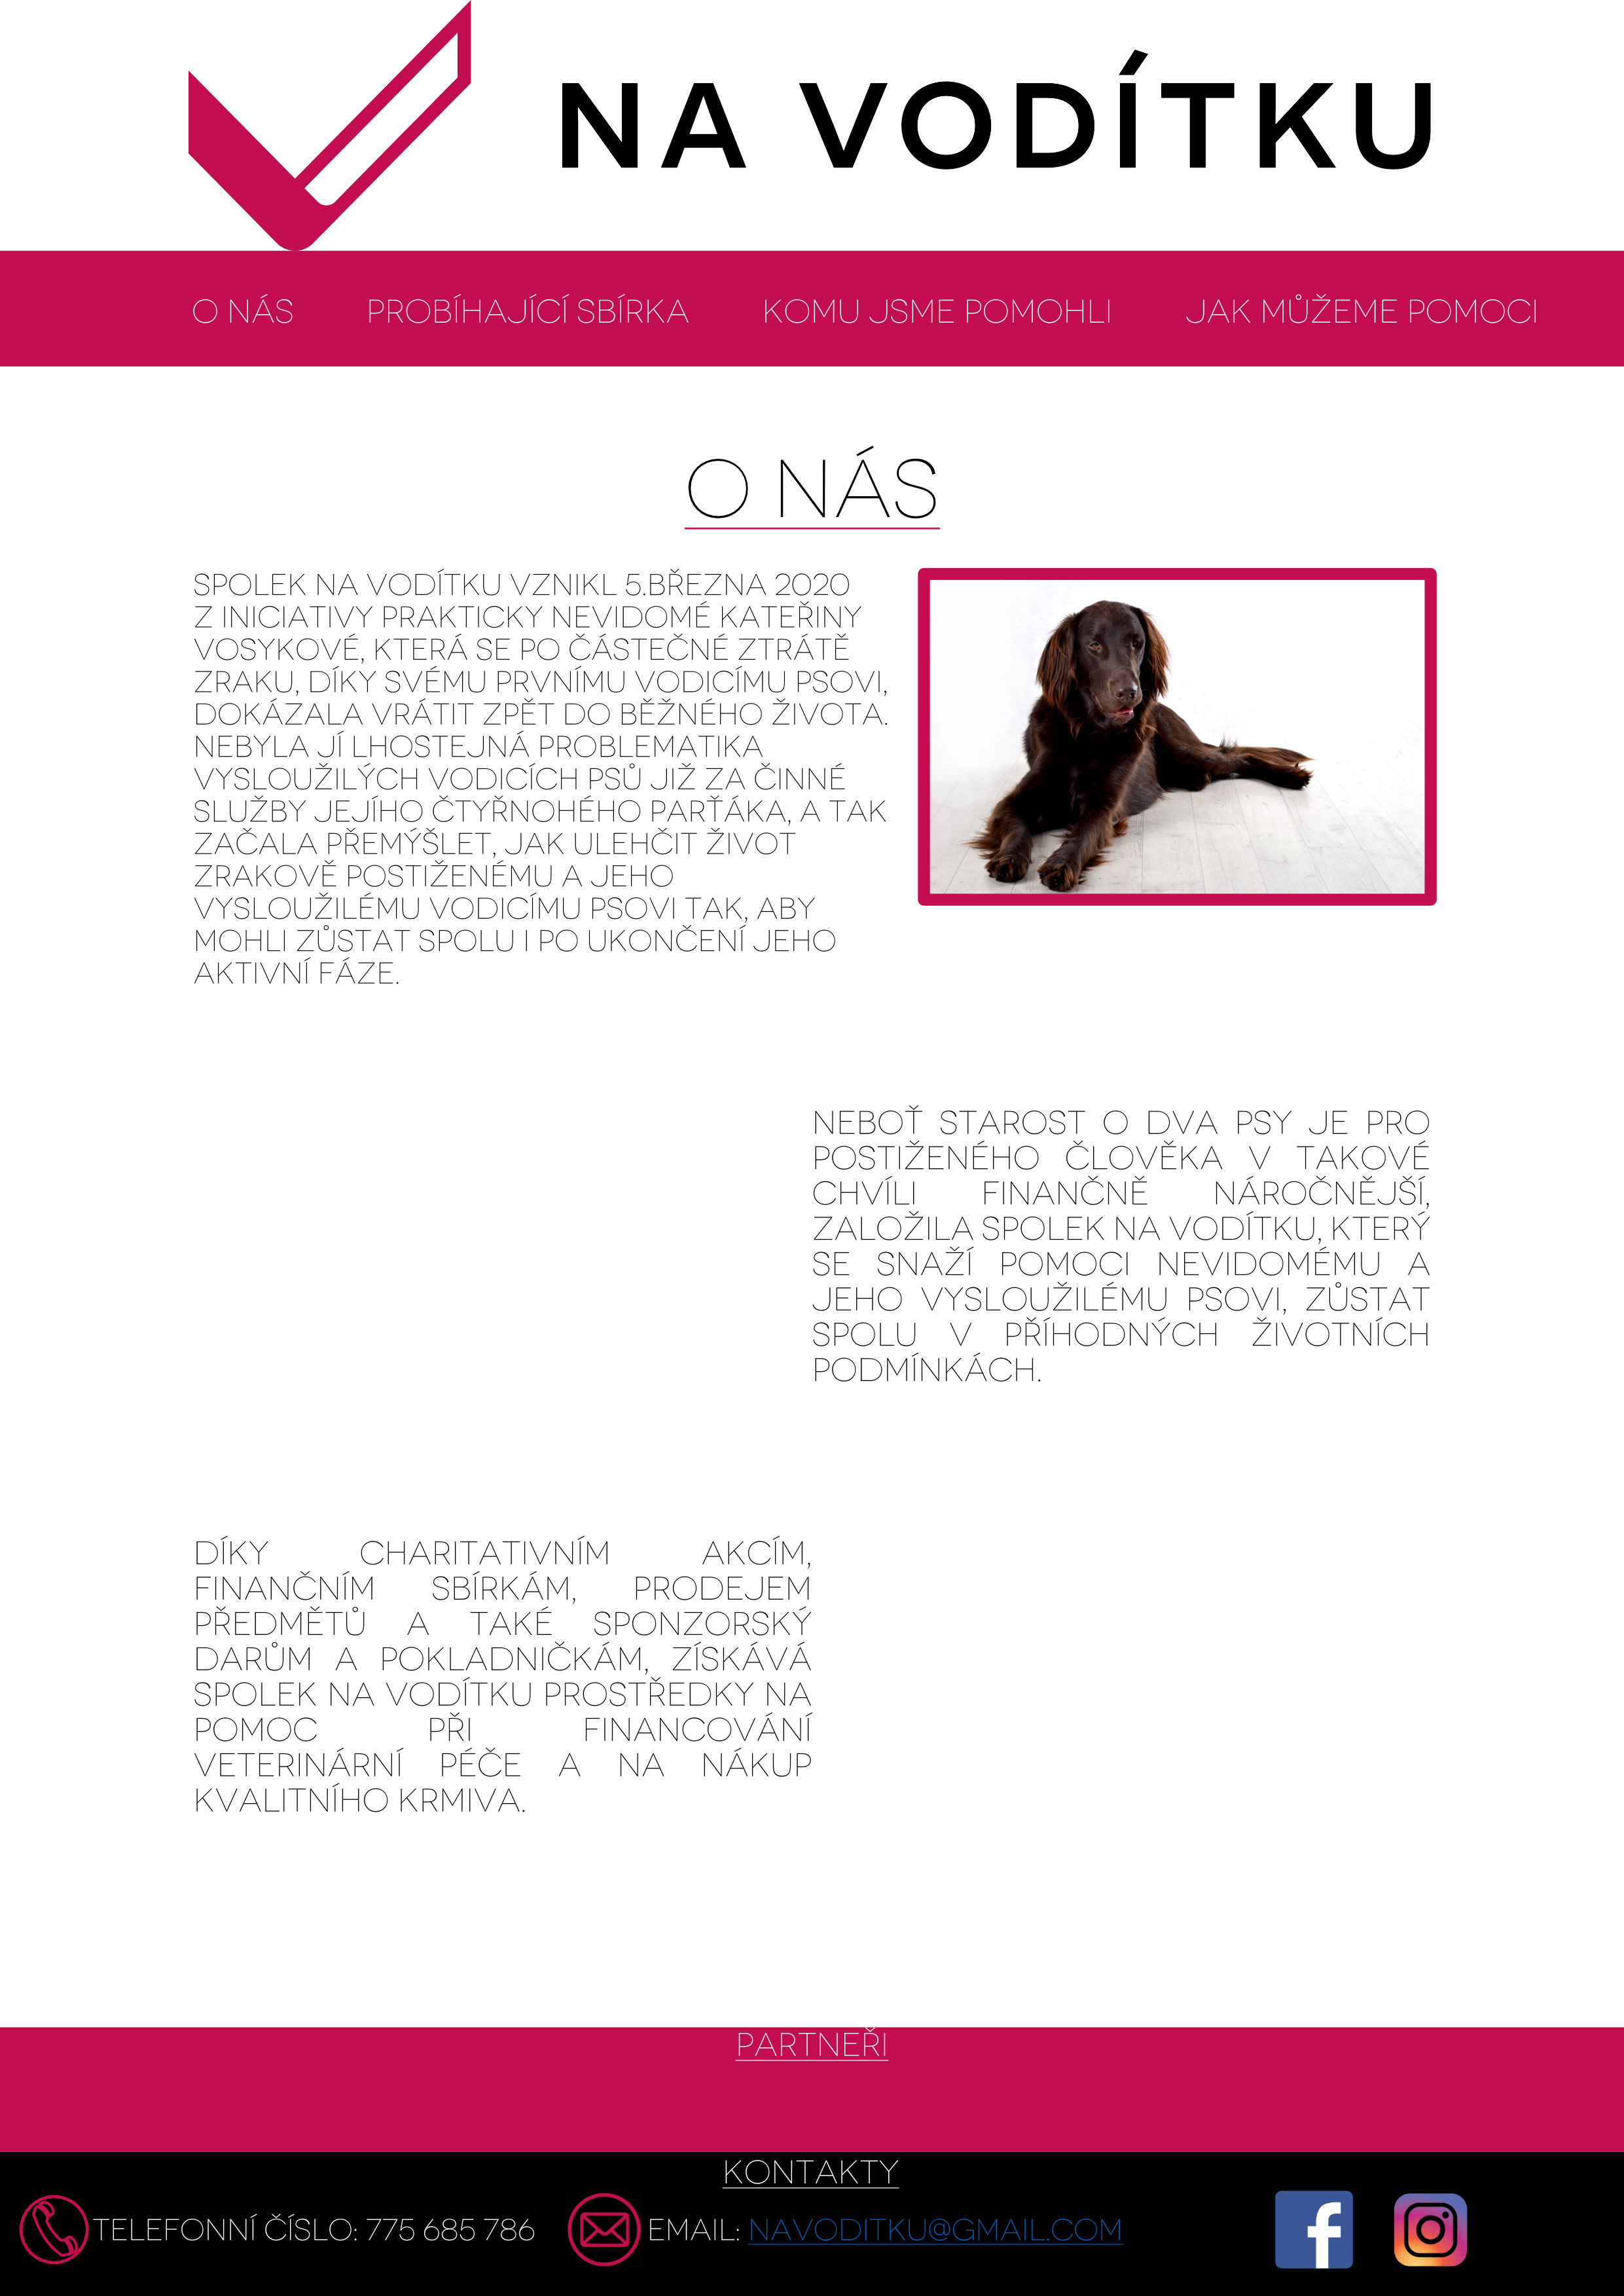 NA VODÍTKU
O NÁS PROBÍHAJÍCÍ SBÍRKA KOMU JSME POMOHLI JAK MŮŽEME POMOCI
O NÁS
SPOLEK NA VODÍTKU VZNIKL 5.BŘEZNA 2020
Z INICIATIVY PRAKTICKY NEVIDOMÉ KATEŘINY
VOSYKOVÉ, KTERÁ SE PO ČÁSTEČNÉ ZTRÁTĚ
ZRAKU, DÍKY SVÉMU PRVNÍMU VODICÍMU PSOVI,
DOKÁZALA VRÁTIT ZPĚT DO BĚŽNÉHO ŽIVOTA.
NEBYLA JÍ LHOSTEJNÁ PROBLEMATIKA
VYSLOUŽILÝCH VODICÍCH PSŮ JIŽ ZA ČINNÉ
SLUŽBY JEJÍHO ČTYŘNOHÉHO PARŤÁKA, A TAK
ZAČALA PŘEMÝŠLET, JAK ULEHČIT ŽIVOT
ZRAKOVĚ POSTIŽENÉMU A JEHO
VYSLOUŽILÉMU VODICÍMU PSOVI TAK, ABY
MOHLI ZŮSTAT SPOLU I PO UKONČENÍ JEHO
AKTIVNÍ FÁZE.
NEBOŤ STAROST O DVA PSY JE PRO
POSTIŽENÉHO ČLOVĚKA V TAKOVÉ
CHVÍLI FINANČNĚ NÁROČNĚJŠÍ,
ZALOŽILA SPOLEK NA VODÍTKU, KTERÝ
SE SNAŽÍ POMOCI NEVIDOMÉMU A
JEHO VYSLOUŽILÉMU PSOVI, ZŮSTAT
SPOLU V PŘÍHODNÝCH ŽIVOTNÍCH
PODMÍNKÁCH.
DÍKY CHARITATIVNÍM AKCÍM,
FINANČNÍM SBÍRKÁM, PRODEJEM
PŘEDMĚTŮ A TAKÉ SPONZORSKÝ
DARŮM A POKLADNIČKÁM, ZÍSKÁVÁ
SPOLEK NA VODÍTKU PROSTŘEDKY NA
POMOC PŘI FINANCOVÁNÍ
VETERINÁRNÍ PÉČE A NA NÁKUP
KVALITNÍHO KRMIVA.
PARTNEŘI
KONTAKTY
TELEFONNÍ ČÍSLO: 775 685 786 EMAIL: NAVODITKU@GMAIL.COM